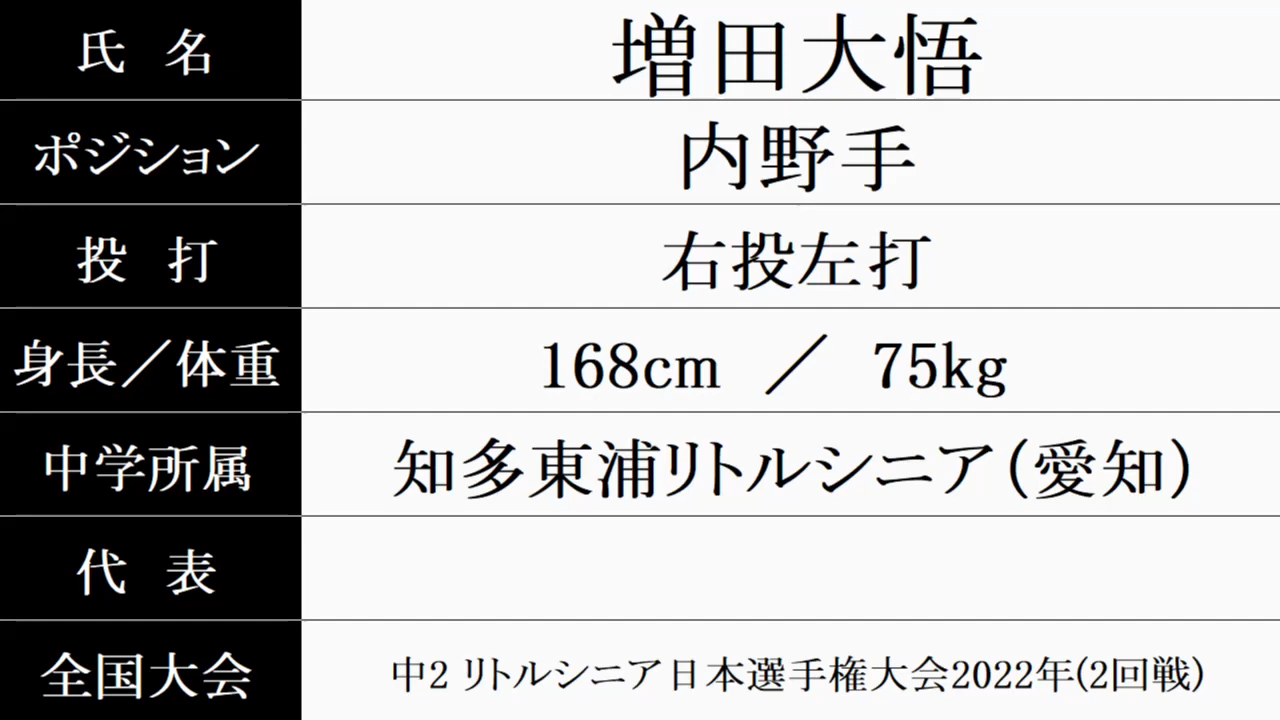 氏 名 増田大悟
ポジション 内野手
投 打 右投左打
身長／体重 168cm ／ 75kg
中学所属 知多東浦リトルシニア(愛知)
代 表
全国大会 中2 リトルシニア日本選手権大会2022年(2回戦)